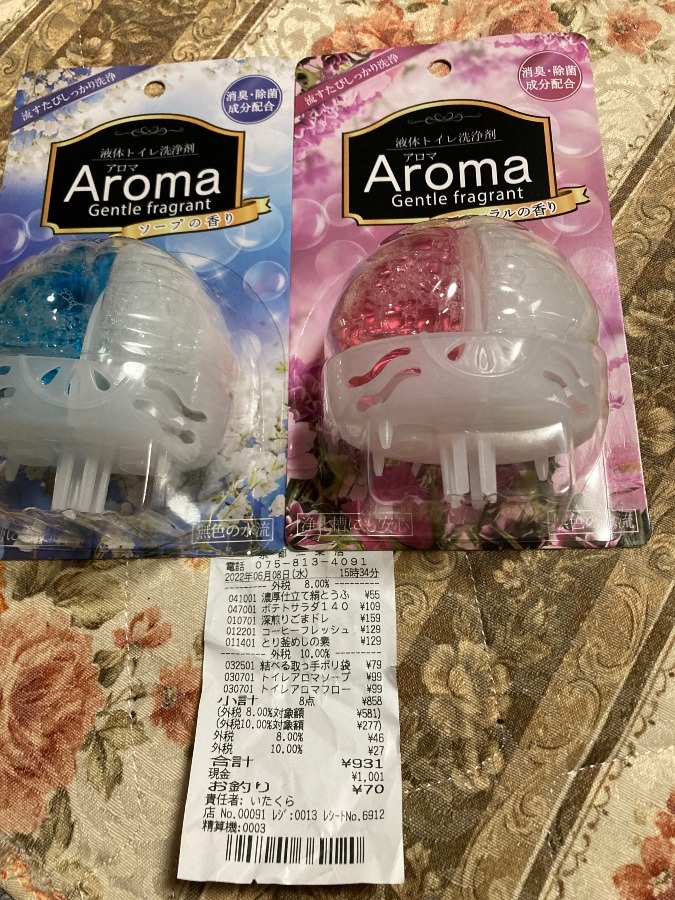 流すたびしっかり洗浄
消臭・除菌
成分配合
液体トイレ洗浄剤
アロマ
Aroma
Gentle fragrant
ソープの香り
無色の水流
流すたびしっかり洗浄
消臭・除菌
成分配合
液体トイレ洗浄剤
アロマ
Aroma
Gentle fragrant
ラルの香り
浄化槽にも安心
無色の水流
電話 075-813-4091
2022年06月08日(水) 15時34分
---------- 外税 8.00% ----------
041001 濃厚仕立て絹とうふ ¥55
047001 ポテトサラダ140 ¥109
010701 深煎りごまドレ ¥159
012201 コーヒーフレッシュ ¥129
011401 とり釜めしの素 ¥129
---------- 外税 10.00% ----------
032501 結べる取っ手ポリ袋 ¥79
030701 トイレアロマソープ ¥99
030701 トイレアロマフロー ¥99
小計 8点 ¥858
(外税 8.00%対象額 ¥581)
(外税10.00%対象額 ¥277)
外税 8.00% ¥46
外税 10.00% ¥27
合計 ¥931
現金 ¥1,001
お釣り ¥70
責任者: いたくら
店 No.00091 レジ:0013 レシートNo.6912
精算機:0003